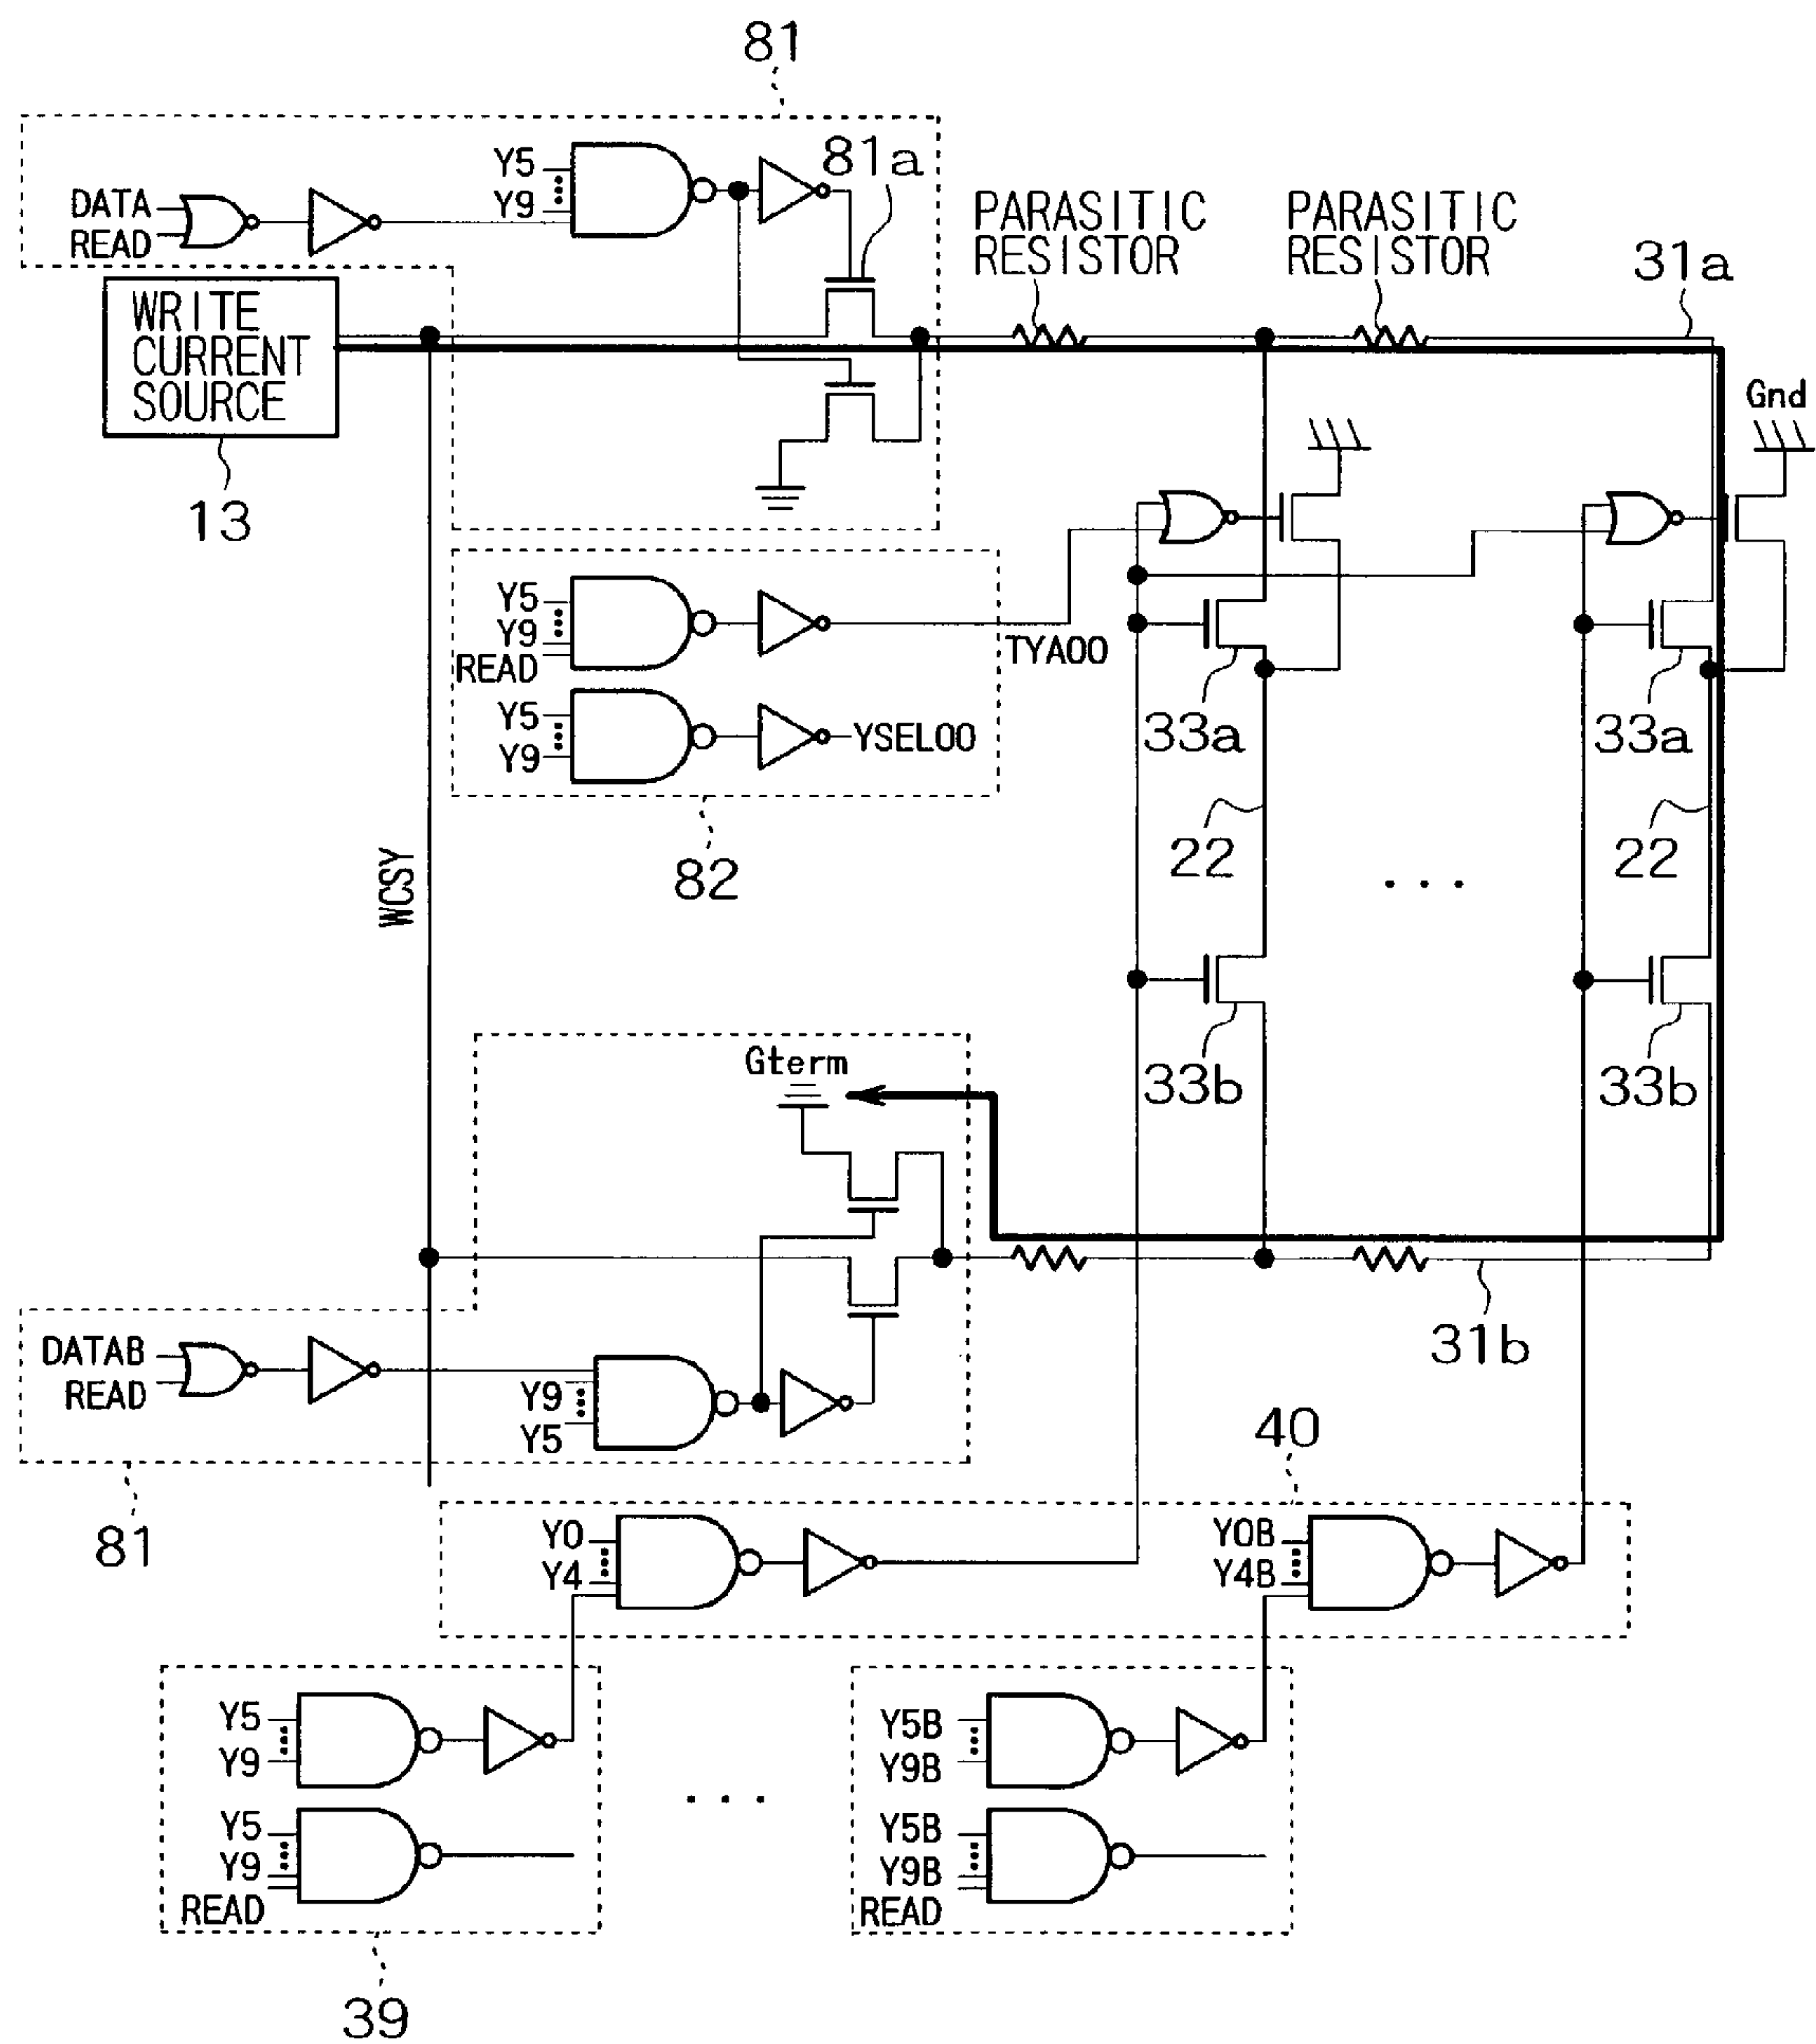 81
81a
Y5
Y9
DATA
READ
PARASITIC
RESISTOR
PARASITIC
RESISTOR
31a
WRITE
CURRENT
SOURCE
13
Gnd
Y5
Y9
READ
TYA00
Y5
Y9
YSEL00
82
33a
33a
22
22
...
WCSY
33b
33b
Gterm
DATAB
READ
Y9
Y5
31b
81
40
Y0
Y4
Y0B
Y4B
Y5
Y9
Y5
Y9
READ
...
Y5B
Y9B
Y5B
Y9B
READ
39